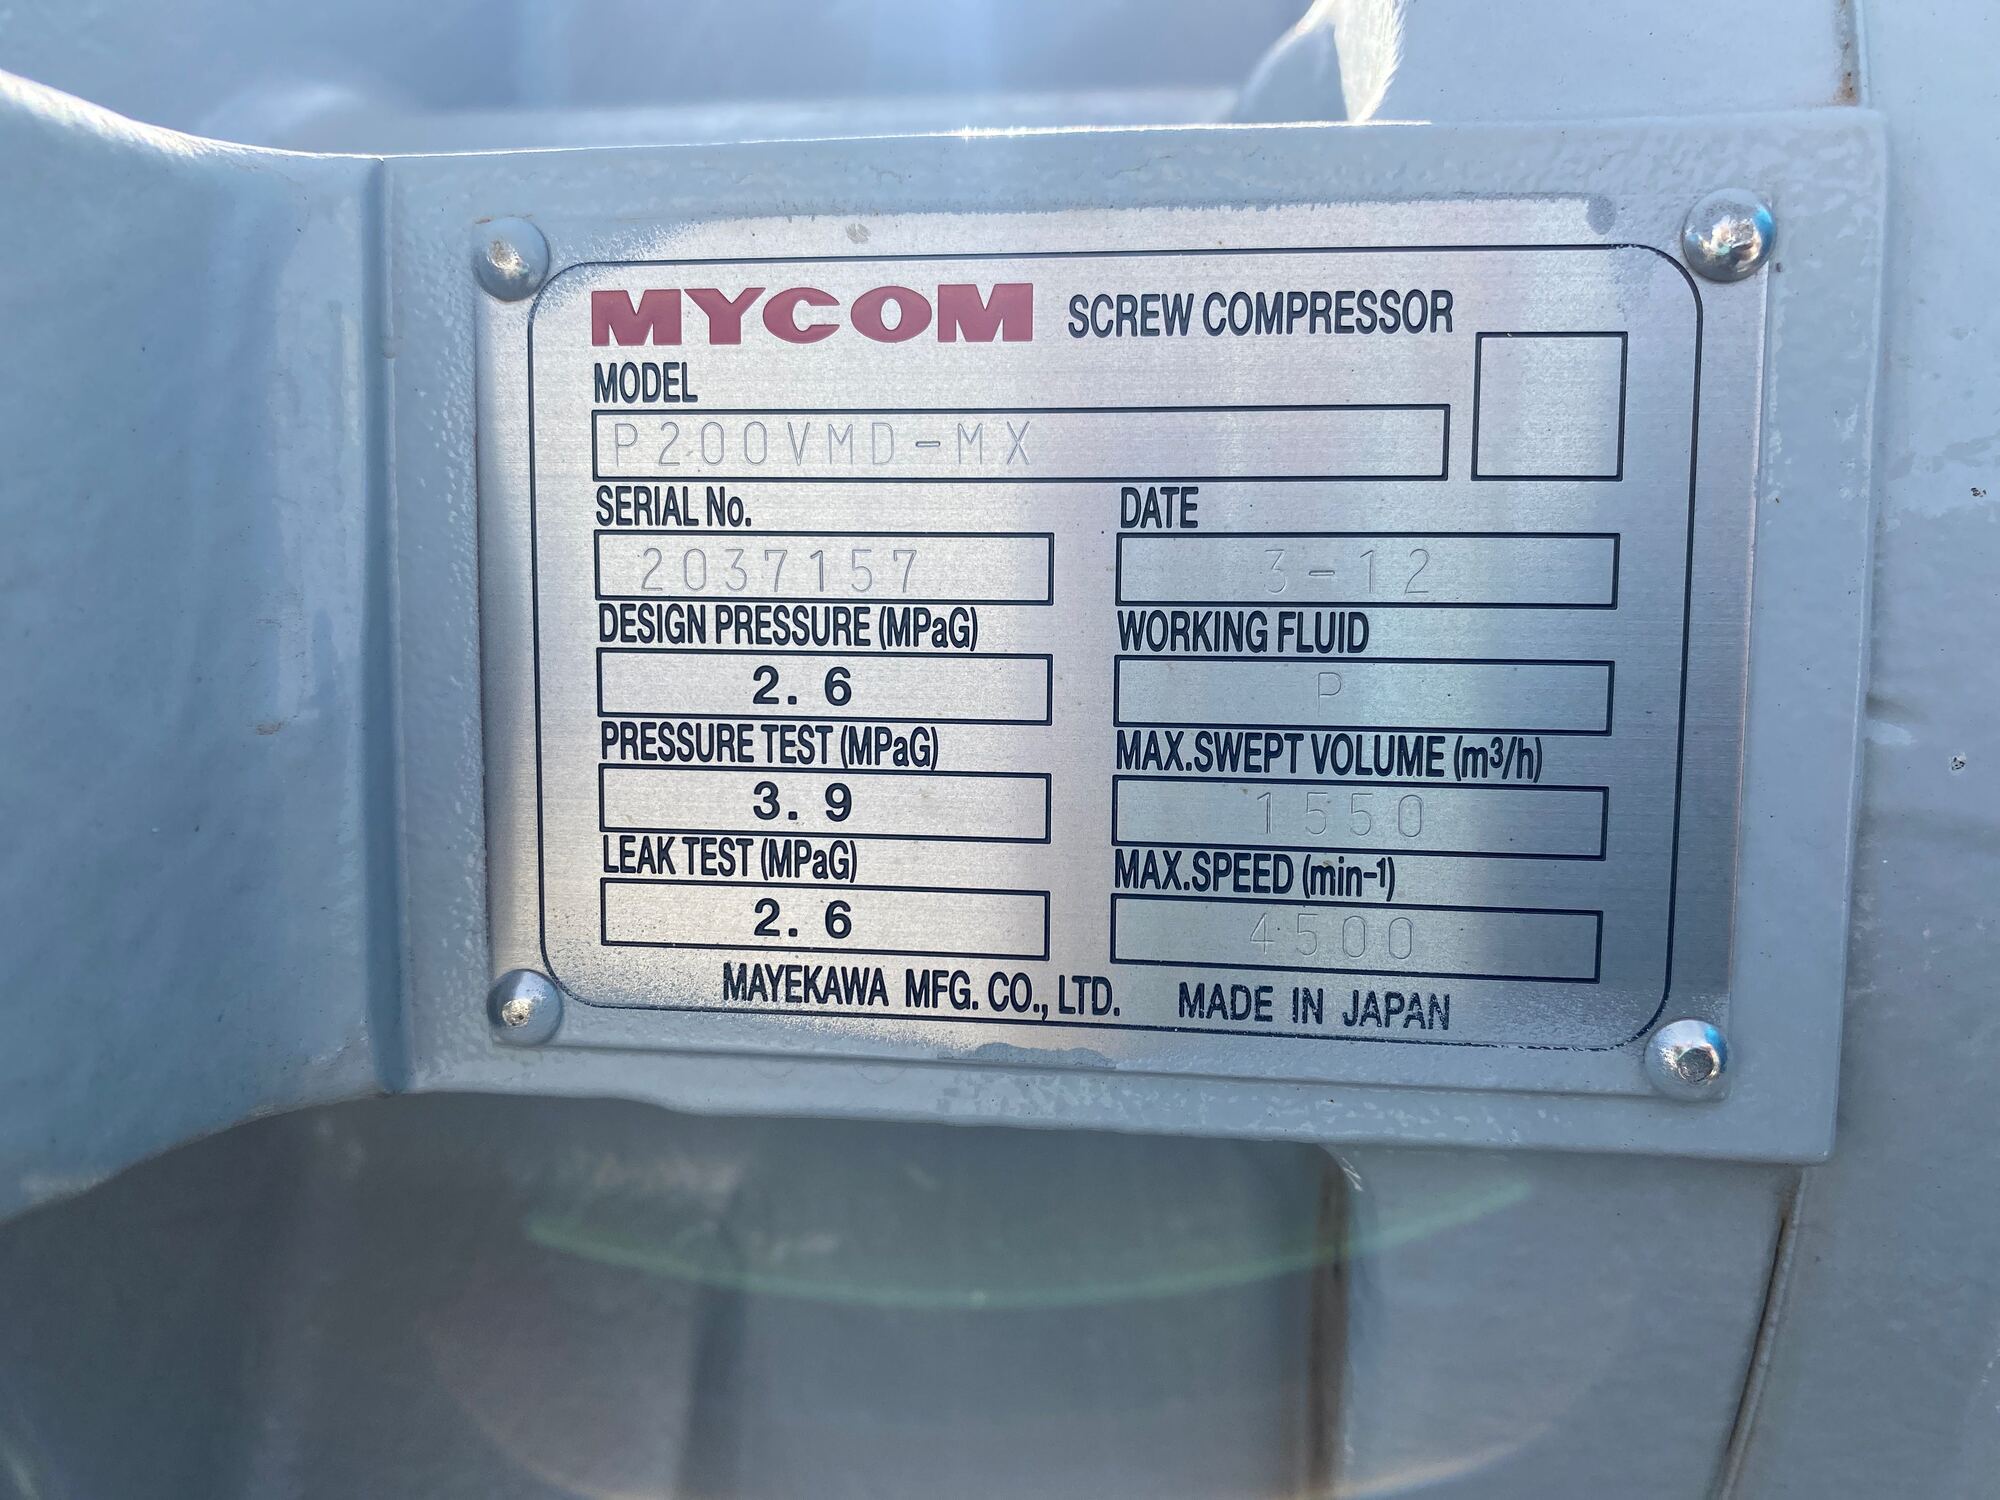 MYCOM SCREW COMPRESSOR
MODEL
P200VMD-MX
SERIAL No. DATE
2037157 3-12
DESIGN PRESSURE (MPaG) WORKING FLUID
2.6 P
PRESSURE TEST (MPaG) MAX.SWEPT VOLUME (m³/h)
3.9 1550
LEAK TEST (MPaG) MAX.SPEED (min⁻¹)
2.6 4500
MAYEKAWA MFG. CO., LTD. MADE IN JAPAN